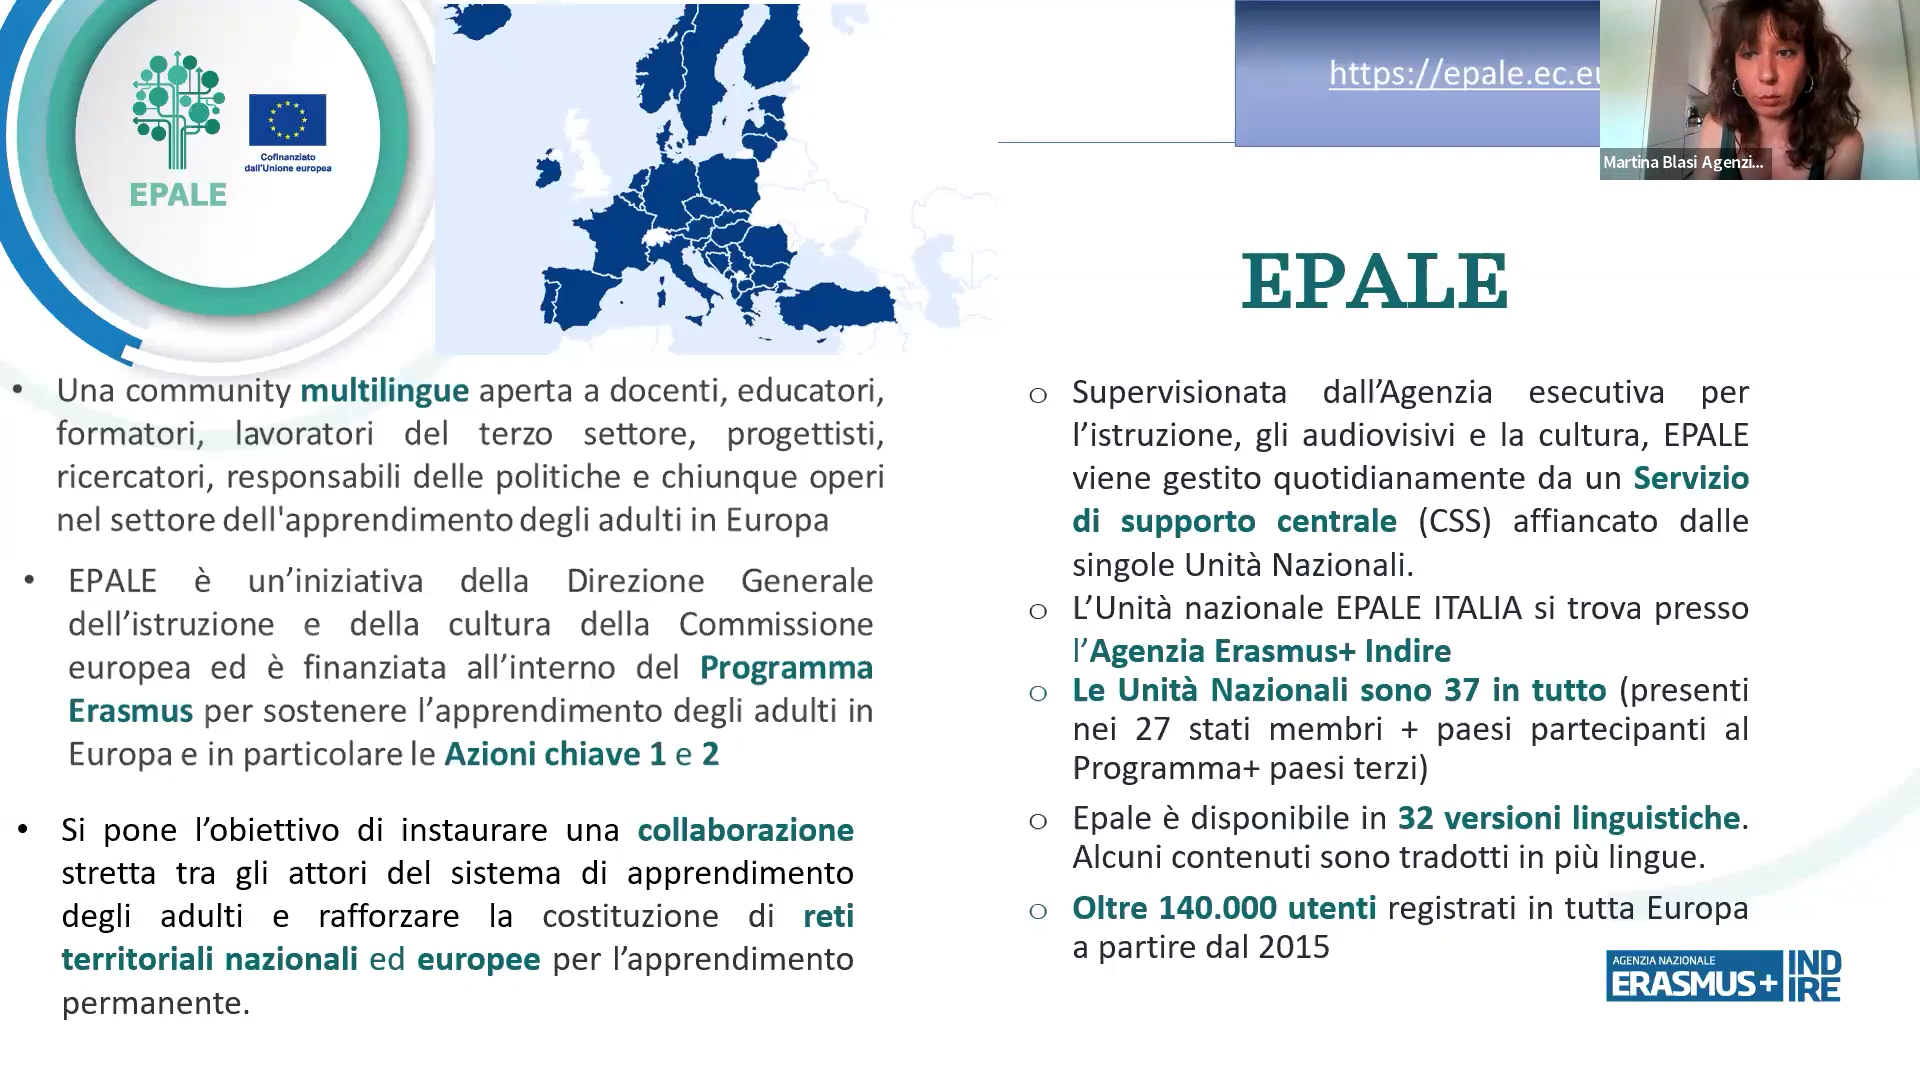 EPALE
Cofinanziato
dall'Unione europea
https://epale.ec.eu
Martina Blasi Agenzi...
EPALE
• Una community multilingue aperta a docenti, educatori,
formatori, lavoratori del terzo settore, progettisti,
ricercatori, responsabili delle politiche e chiunque operi
nel settore dell'apprendimento degli adulti in Europa
• EPALE è un’iniziativa della Direzione Generale
dell’istruzione e della cultura della Commissione
europea ed è finanziata all’interno del Programma
Erasmus per sostenere l’apprendimento degli adulti in
Europa e in particolare le Azioni chiave 1 e 2
• Si pone l’obiettivo di instaurare una collaborazione
stretta tra gli attori del sistema di apprendimento
degli adulti e rafforzare la costituzione di reti
territoriali nazionali ed europee per l’apprendimento
permanente.
o Supervisionata dall’Agenzia esecutiva per
l’istruzione, gli audiovisivi e la cultura, EPALE
viene gestito quotidianamente da un Servizio
di supporto centrale (CSS) affiancato dalle
singole Unità Nazionali.
o L’Unità nazionale EPALE ITALIA si trova presso
l’Agenzia Erasmus+ Indire
o Le Unità Nazionali sono 37 in tutto (presenti
nei 27 stati membri + paesi partecipanti al
Programma+ paesi terzi)
o Epale è disponibile in 32 versioni linguistiche.
Alcuni contenuti sono tradotti in più lingue.
o Oltre 140.000 utenti registrati in tutta Europa
a partire dal 2015
AGENZIA NAZIONALE
ERASMUS+
IND
IRE